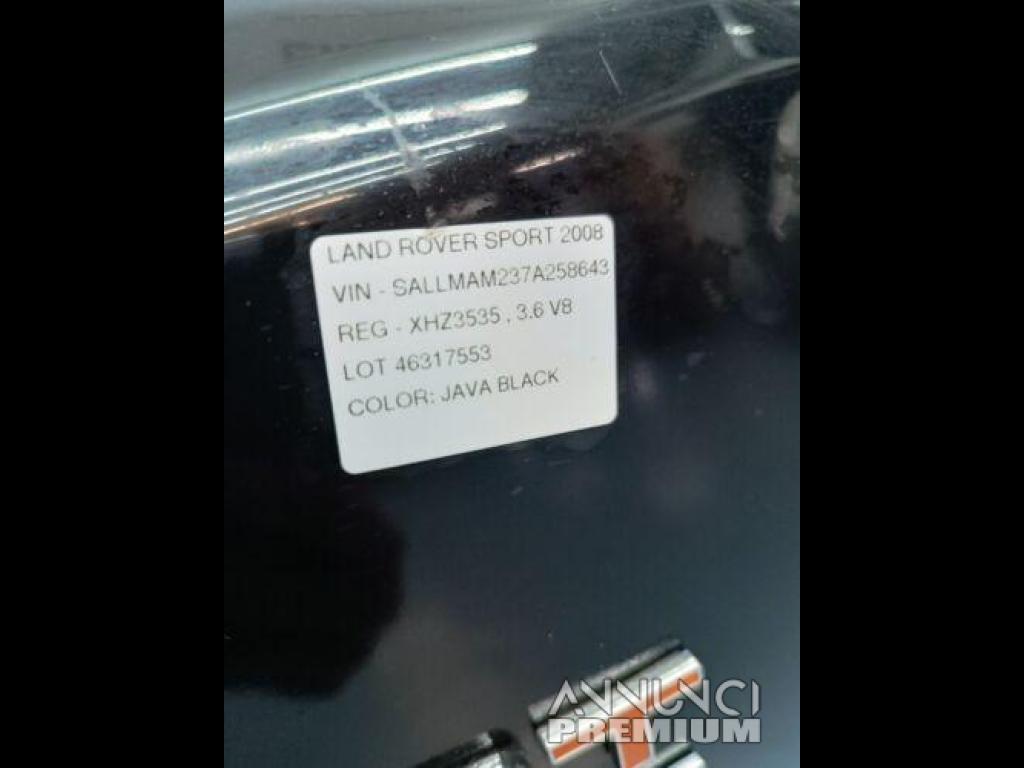 LAND ROVER SPORT 2008
VIN - SALLMAM237A258643
REG - XHZ3535 , 3.6 V8
LOT 46317553
COLOR: JAVA BLACK
T
ANNUNCI
PREMIUM